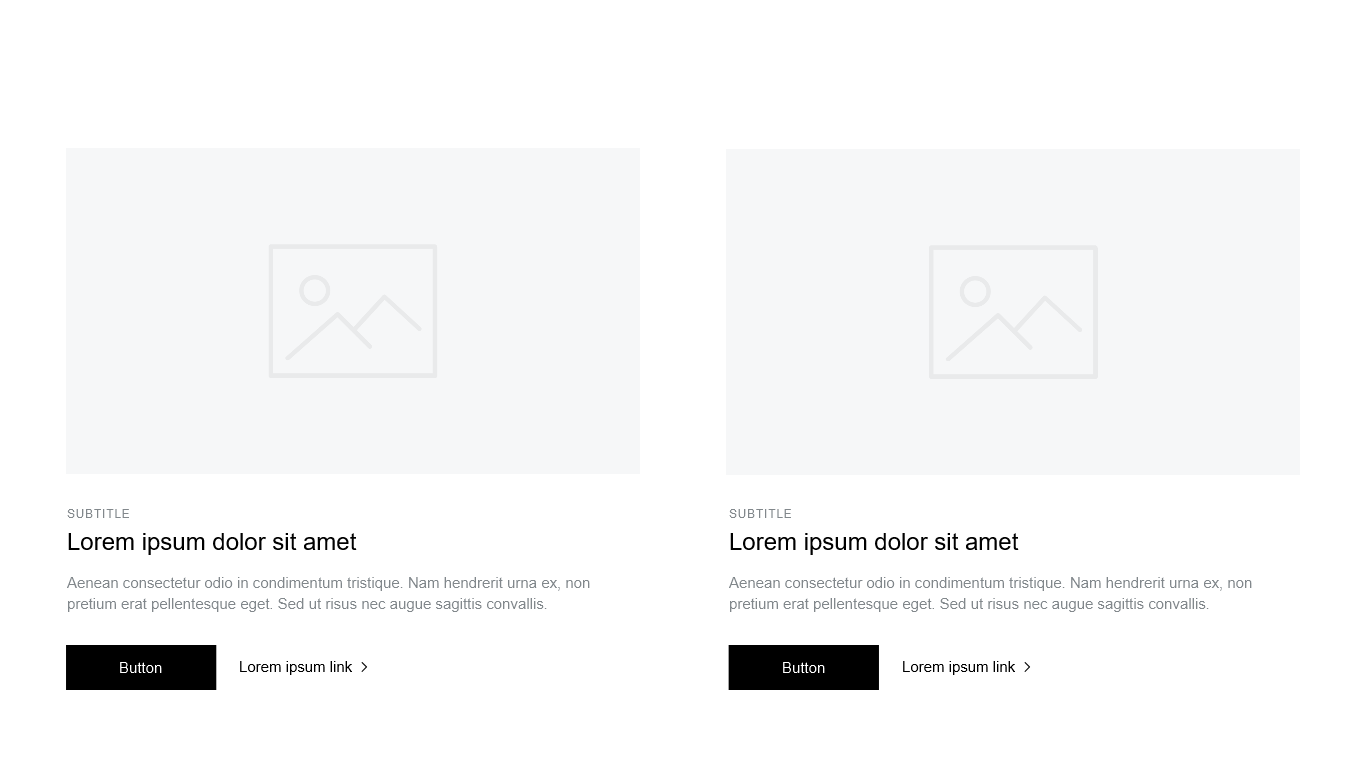 SUBTITLE
Lorem ipsum dolor sit amet
Aenean consectetur odio in condimentum tristique. Nam hendrerit urna ex, non
pretium erat pellentesque eget. Sed ut risus nec augue sagittis convallis.
Button
Lorem ipsum link
SUBTITLE
Lorem ipsum dolor sit amet
Aenean consectetur odio in condimentum tristique. Nam hendrerit urna ex, non
pretium erat pellentesque eget. Sed ut risus nec augue sagittis convallis.
Button
Lorem ipsum link